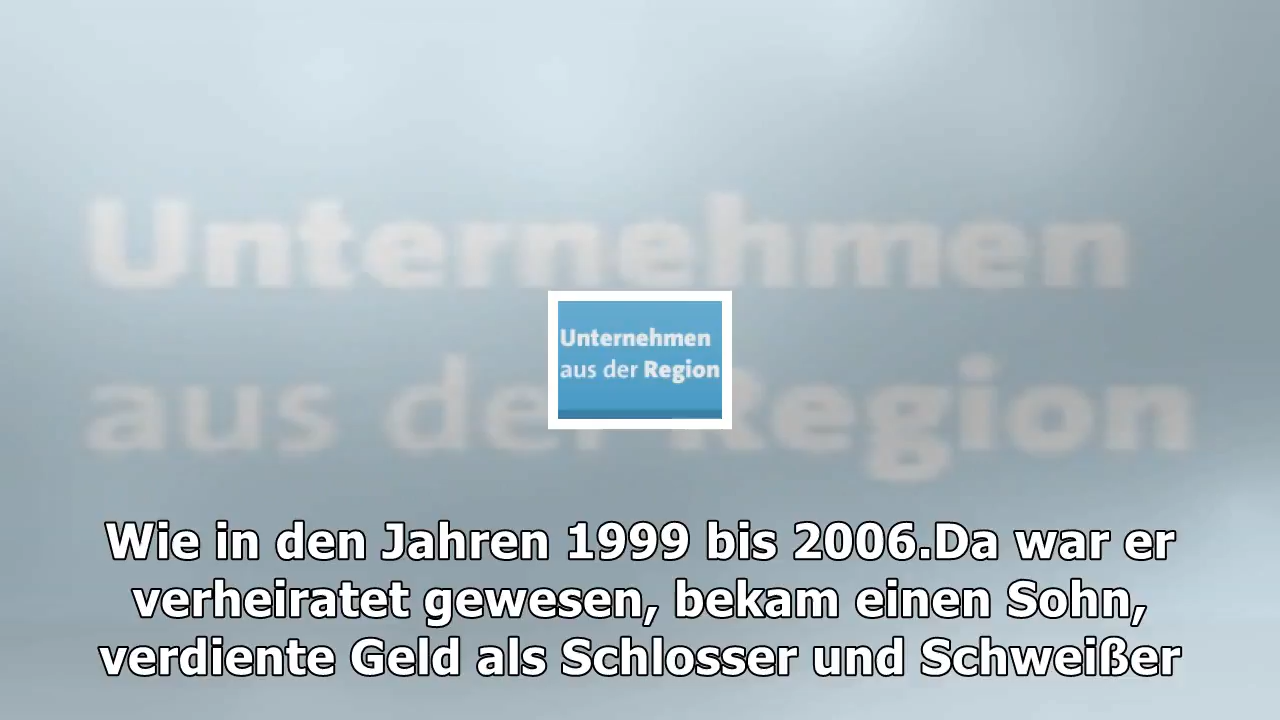 Unternehmen
aus der Region
Unternehmen
aus der Region
Wie in den Jahren 1999 bis 2006.Da war er
verheiratet gewesen, bekam einen Sohn,
verdiente Geld als Schlosser und Schweißer